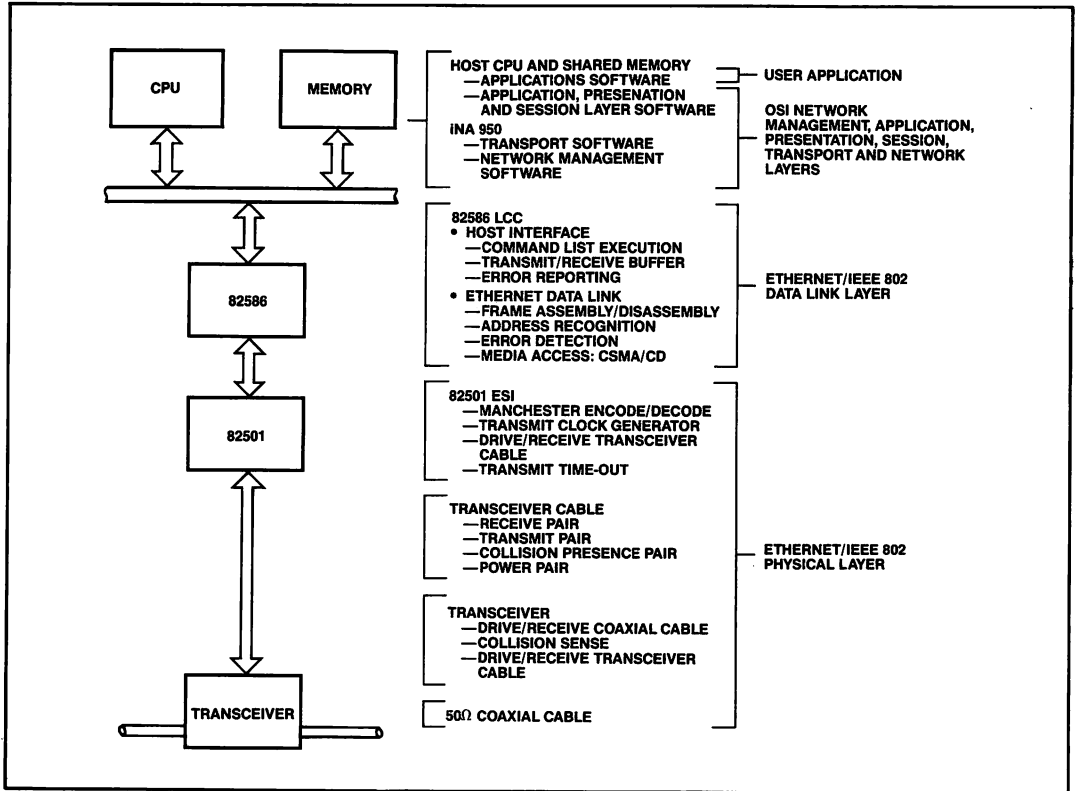 CPU
MEMORY
82586
82501
TRANSCEIVER
HOST CPU AND SHARED MEMORY
—APPLICATIONS SOFTWARE
—APPLICATION, PRESENATION
AND SESSION LAYER SOFTWARE
iNA 950
—TRANSPORT SOFTWARE
—NETWORK MANAGEMENT
SOFTWARE
USER APPLICATION
OSI NETWORK
MANAGEMENT, APPLICATION,
PRESENTATION, SESSION,
TRANSPORT AND NETWORK
LAYERS
82586 LCC
• HOST INTERFACE
—COMMAND LIST EXECUTION
—TRANSMIT/RECEIVE BUFFER
—ERROR REPORTING
• ETHERNET DATA LINK
—FRAME ASSEMBLY/DISASSEMBLY
—ADDRESS RECOGNITION
—ERROR DETECTION
—MEDIA ACCESS: CSMA/CD
ETHERNET/IEEE 802
DATA LINK LAYER
82501 ESI
—MANCHESTER ENCODE/DECODE
—TRANSMIT CLOCK GENERATOR
—DRIVE/RECEIVE TRANSCEIVER
CABLE
—TRANSMIT TIME-OUT
TRANSCEIVER CABLE
—RECEIVE PAIR
—TRANSMIT PAIR
—COLLISION PRESENCE PAIR
—POWER PAIR
TRANSCEIVER
—DRIVE/RECEIVE COAXIAL CABLE
—COLLISION SENSE
—DRIVE/RECEIVE TRANSCEIVER
CABLE
50Ω COAXIAL CABLE
ETHERNET/IEEE 802
PHYSICAL LAYER